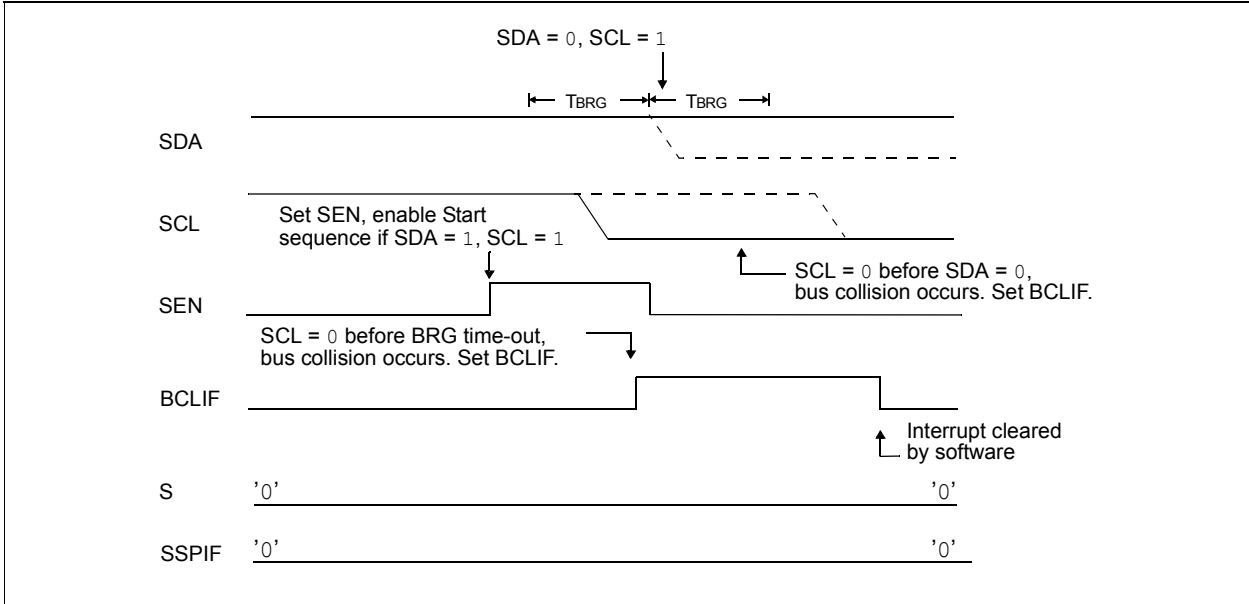 SDA = 0, SCL = 1
TBRG TBRG
SDA
SCL
Set SEN, enable Start
sequence if SDA = 1, SCL = 1
SCL = 0 before SDA = 0,
bus collision occurs. Set BCLIF.
SEN
SCL = 0 before BRG time-out,
bus collision occurs. Set BCLIF.
BCLIF
Interrupt cleared
by software
S '0' '0'
SSPIF '0' '0'